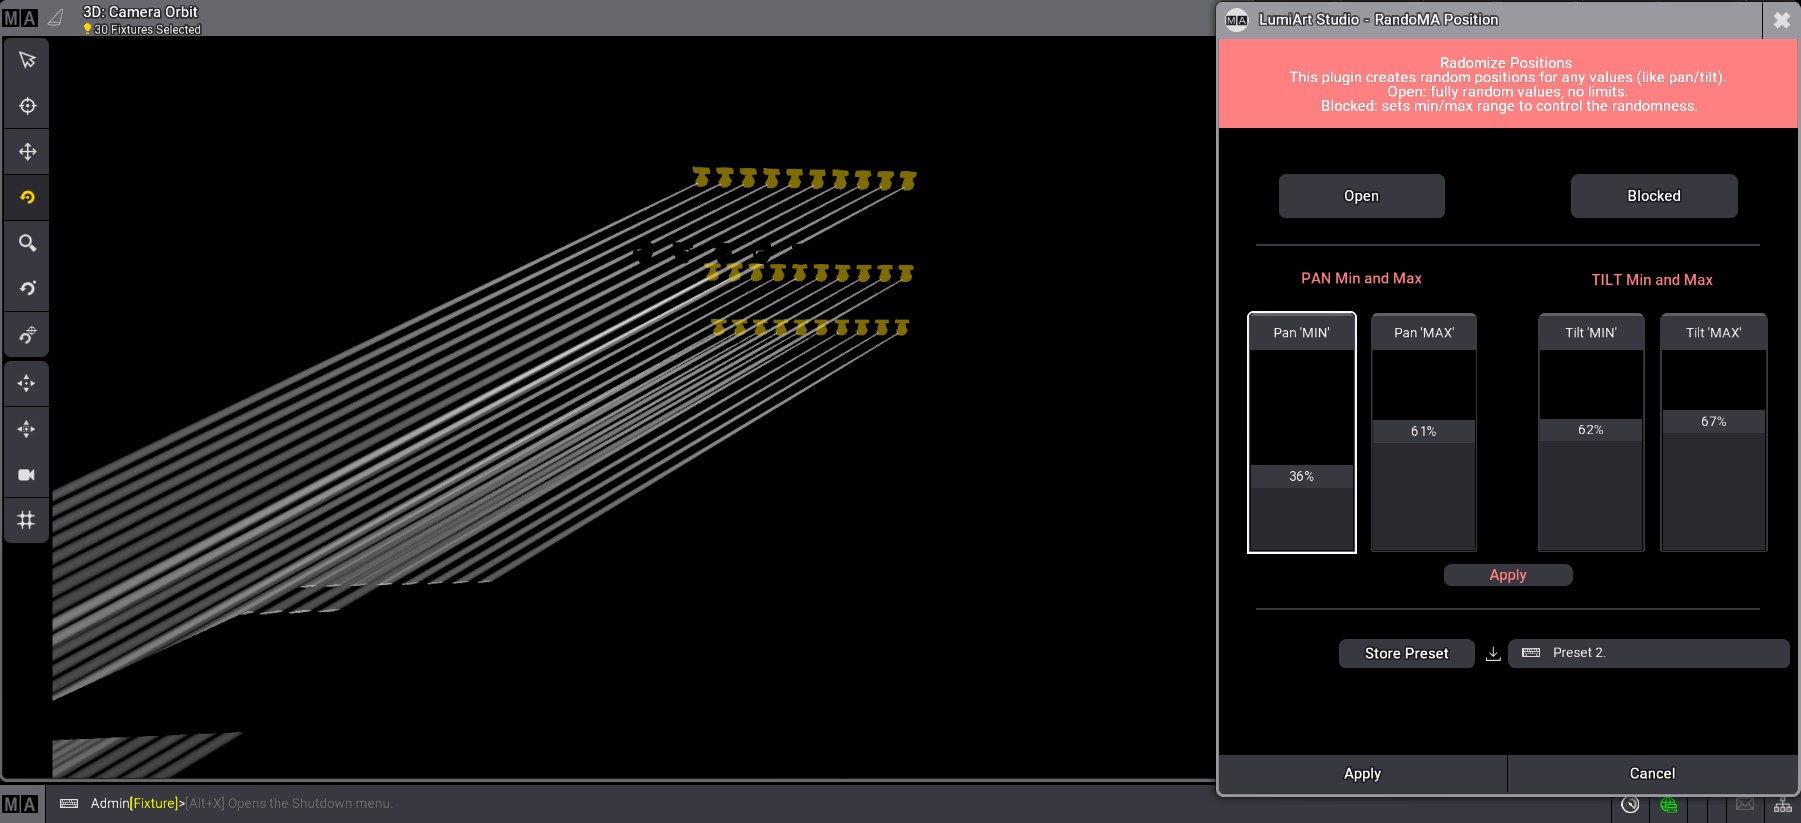 MA
3D: Camera Orbit
30 Fixtures Selected
MA
LumiArt Studio - RandoMA Position
Radomize Positions
This plugin creates random positions for any values (like pan/tilt).
Open: fully random values, no limits.
Blocked: sets min/max range to control the randomness.
Open
Blocked
PAN Min and Max
TILT Min and Max
Pan 'MIN'
Pan 'MAX'
Tilt 'MIN'
Tilt 'MAX'
36%
61%
62%
67%
Apply
Store Preset
Preset 2.
Apply
Cancel
MA
Admin[Fixture]>[Alt+X] Opens the Shutdown menu.